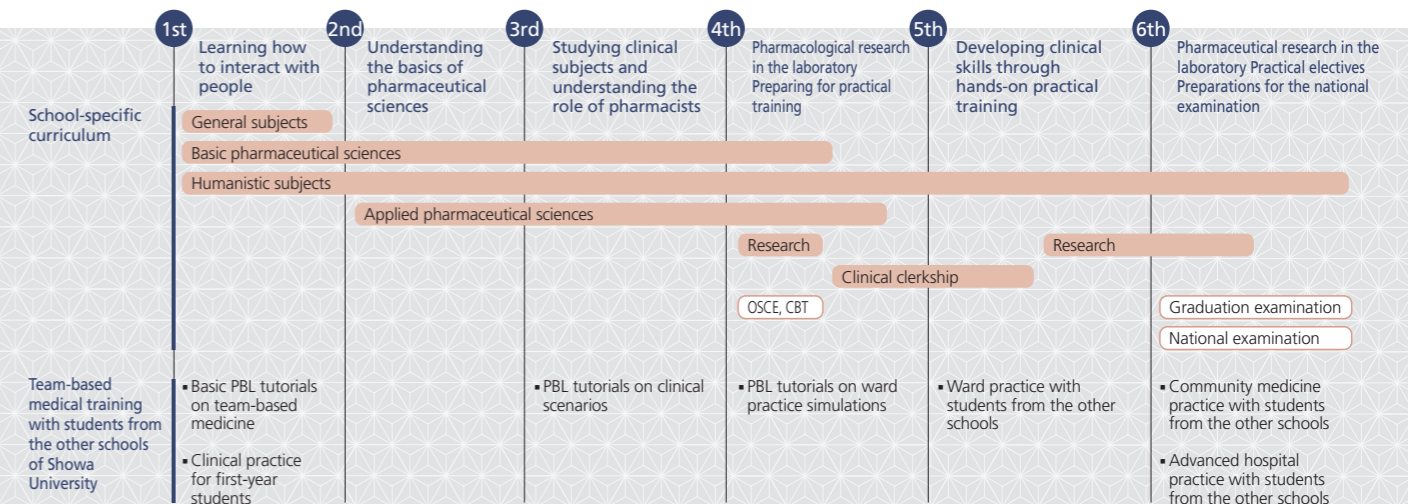 1st
2nd
3rd
4th
5th
6th
Learning how
to interact with
people
Understanding
the basics of
pharmaceutical
sciences
Studying clinical
subjects and
understanding the
role of pharmacists
Pharmacological research
in the laboratory
Preparing for practical
training
Developing clinical
skills through
hands-on practical
training
Pharmaceutical research in the
laboratory Practical electives
Preparations for the national
examination
School-specific
curriculum
General subjects
Basic pharmaceutical sciences
Humanistic subjects
Applied pharmaceutical sciences
Research
Research
Clinical clerkship
OSCE, CBT
Graduation examination
National examination
Team-based
medical training
with students from
the other schools
of Showa
University
▪ Basic PBL tutorials
on team-based
medicine
▪ Clinical practice
for first-year
students
▪ PBL tutorials on clinical
scenarios
▪ PBL tutorials on ward
practice simulations
▪ Ward practice with
students from the other
schools
▪ Community medicine
practice with students
from the other schools
▪ Advanced hospital
practice with students
from the other schools